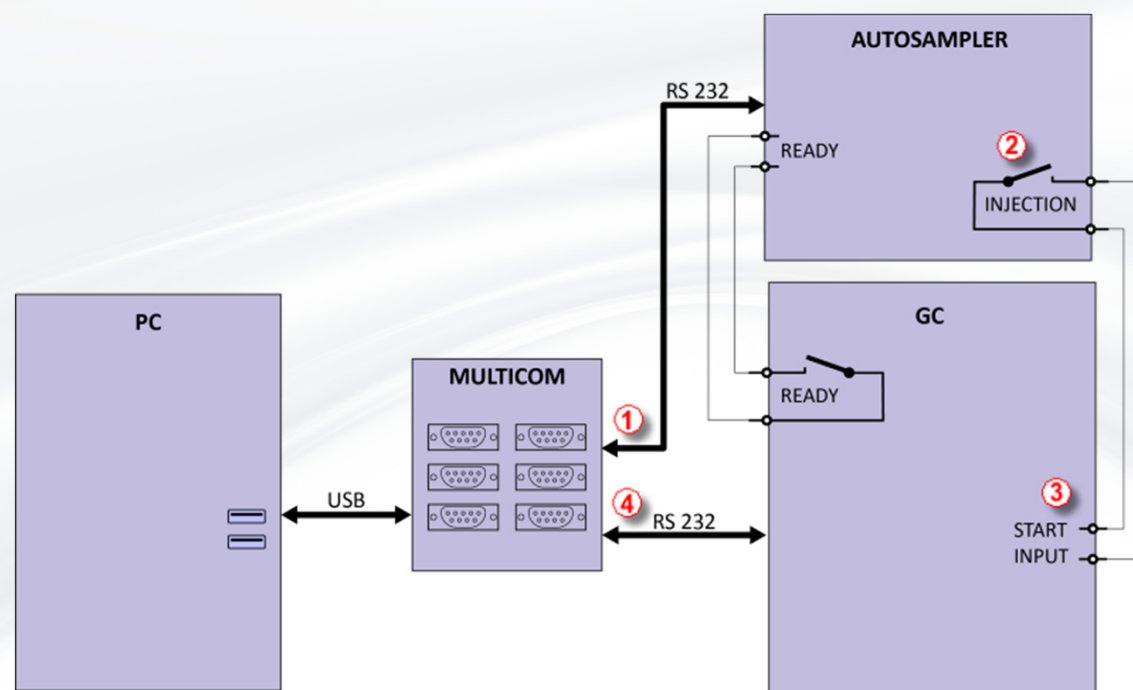 AUTOSAMPLER
RS 232
READY
2
INJECTION
PC
MULTICOM
GC
READY
1
USB
4
RS 232
3
START
INPUT